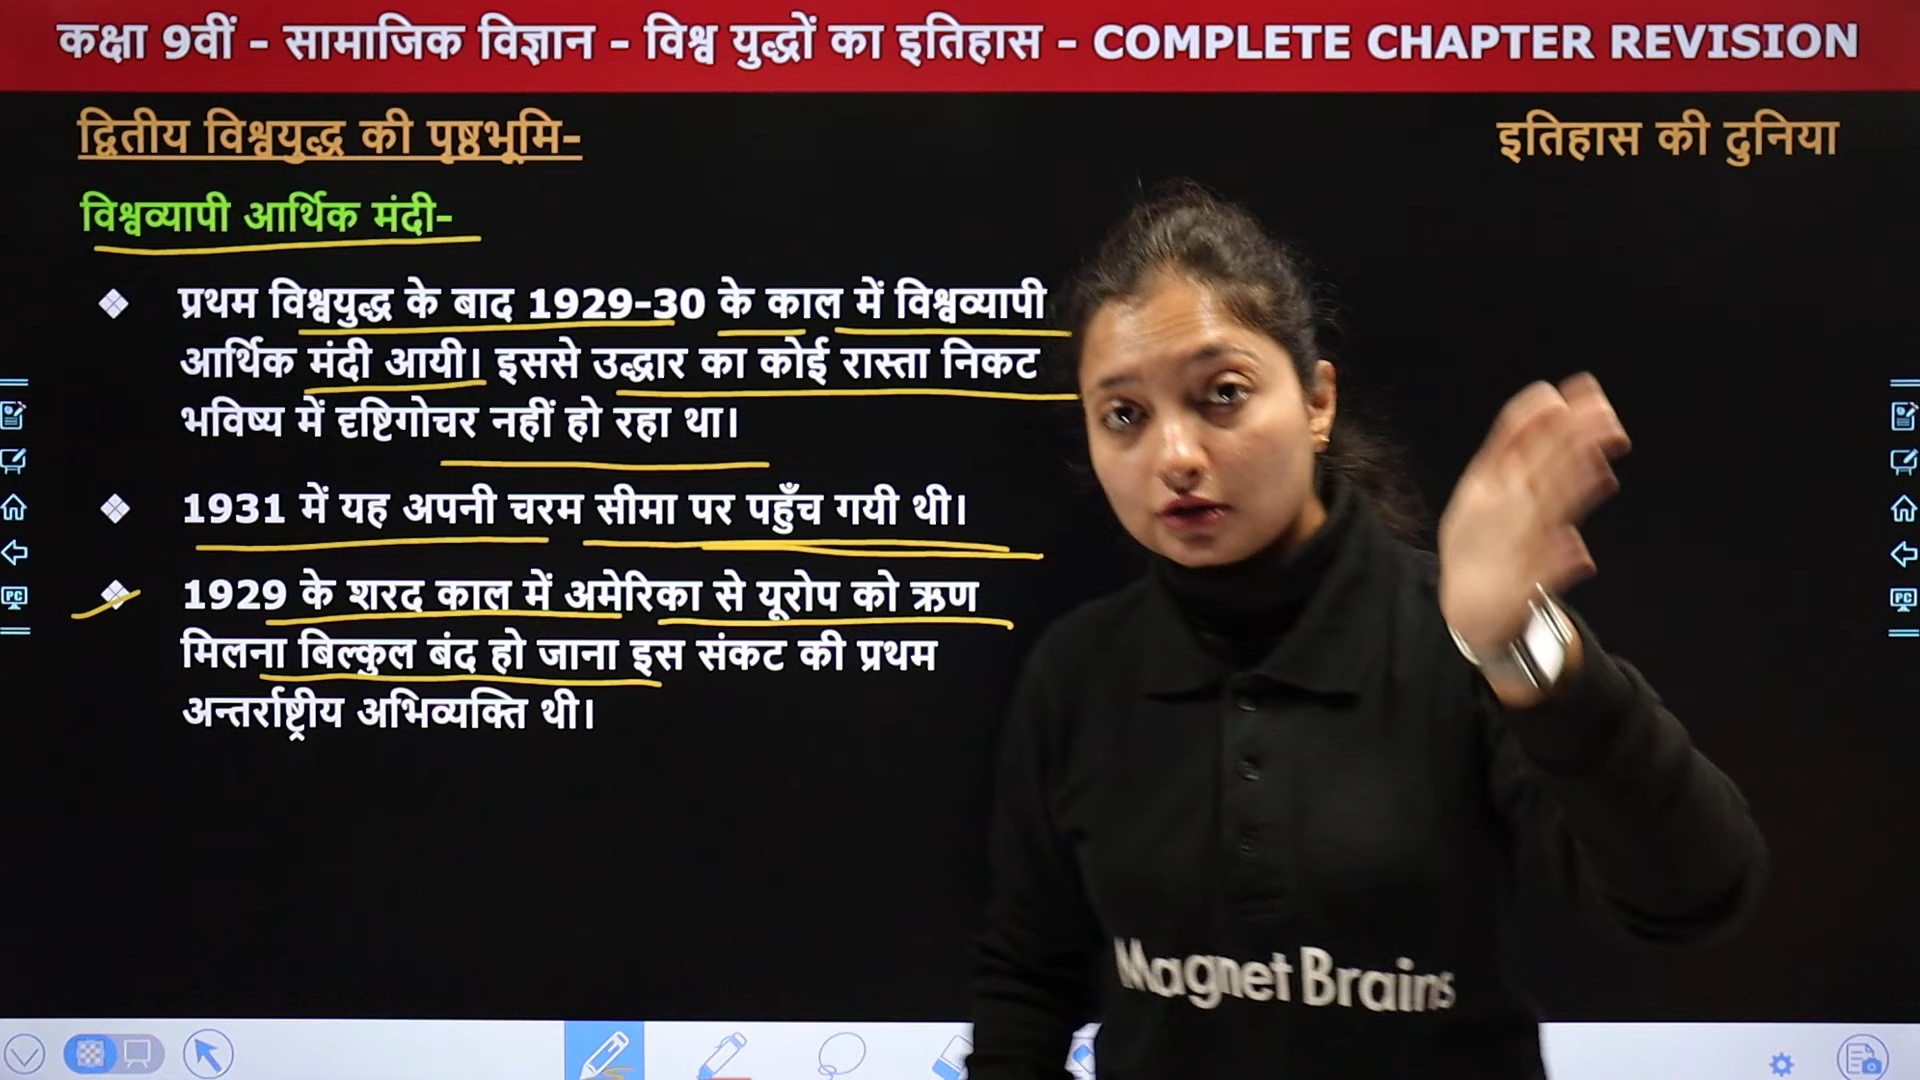 कक्षा 9वीं - सामाजिक विज्ञान - विश्व युद्धों का इतिहास - COMPLETE CHAPTER REVISION
द्वितीय विश्वयुद्ध की पृष्ठभूमि-
इतिहास की दुनिया
विश्वव्यापी आर्थिक मंदी-
❖ प्रथम विश्वयुद्ध के बाद 1929-30 के काल में विश्वव्यापी
आर्थिक मंदी आयी। इससे उद्धार का कोई रास्ता निकट
भविष्य में दृष्टिगोचर नहीं हो रहा था।
❖ 1931 में यह अपनी चरम सीमा पर पहुँच गयी थी।
❖ 1929 के शरद काल में अमेरिका से यूरोप को ऋण
मिलना बिल्कुल बंद हो जाना इस संकट की प्रथम
अन्तर्राष्ट्रीय अभिव्यक्ति थी।
PC
PC
Magnet Brains